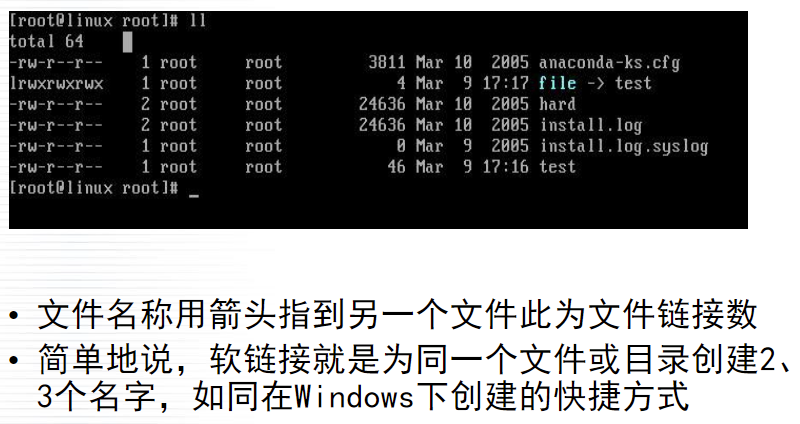 [root@linux root]# ll
total 64
-rw-r--r-- 1 root root 3811 Mar 10 2005 anaconda-ks.cfg
lrwxrwxrwx 1 root root 4 Mar 9 17:17 file -> test
-rw-r--r-- 2 root root 24636 Mar 10 2005 hard
-rw-r--r-- 2 root root 24636 Mar 10 2005 install.log
-rw-r--r-- 1 root root 0 Mar 9 2005 install.log.syslog
-rw-r--r-- 1 root root 46 Mar 9 17:16 test
[root@linux root]# _
• 文件名称用箭头指到另一个文件此为文件链接数
• 简单地说，软链接就是为同一个文件或目录创建2、
3个名字，如同在Windows下创建的快捷方式